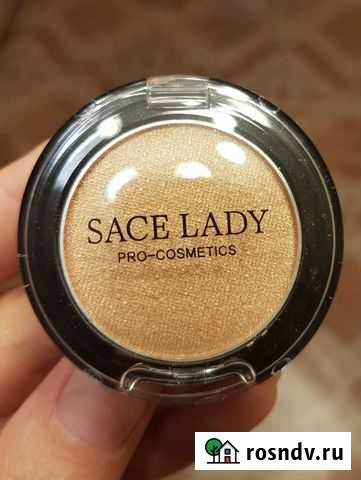 SACE LADY
PRO-COSMETICS
rosndv.ru